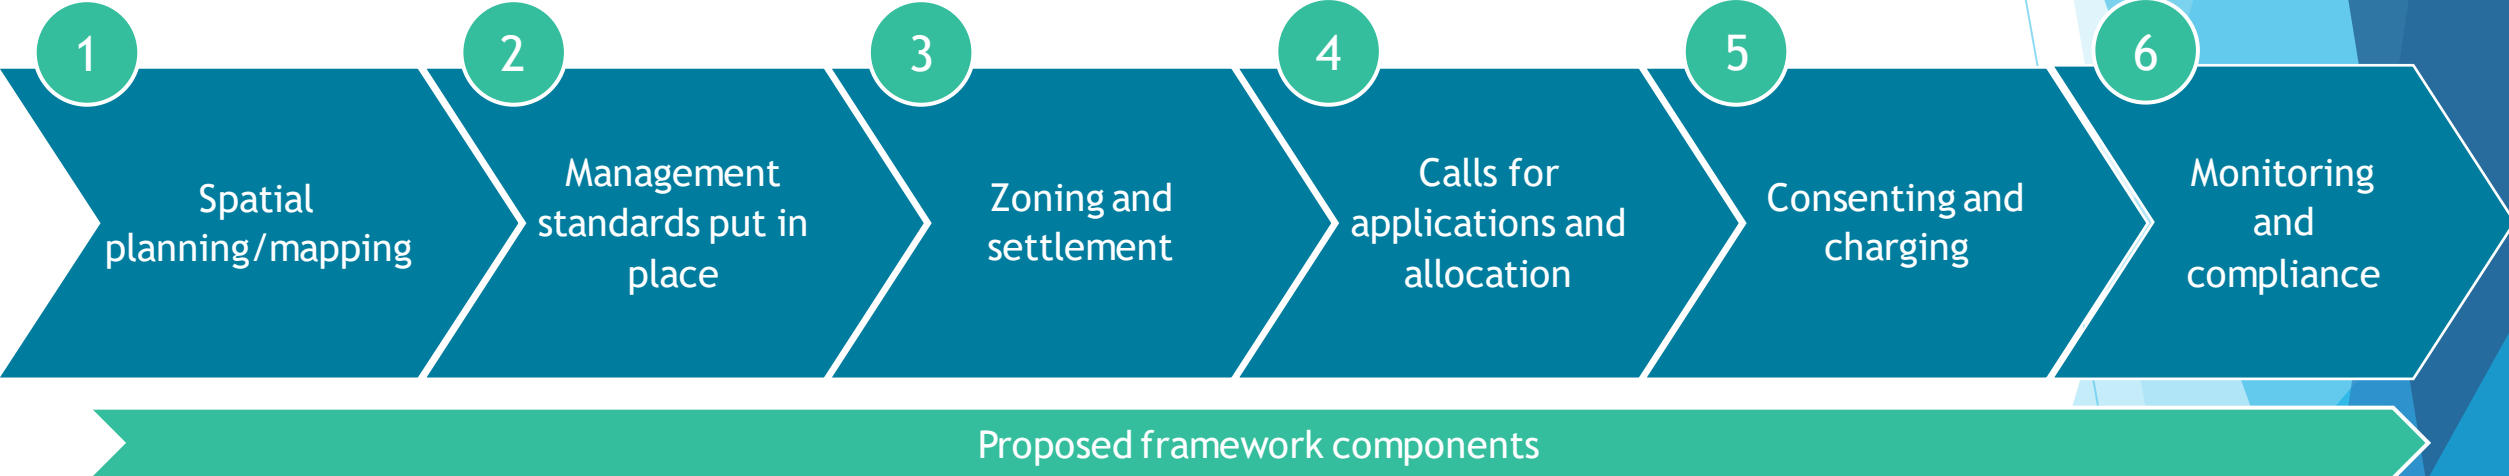 1
Spatial
planning/mapping
2
Management
standards put in
place
3
Zoning and
settlement
4
Calls for
applications and
allocation
5
Consenting and
charging
6
Monitoring
and
compliance
Proposed framework components